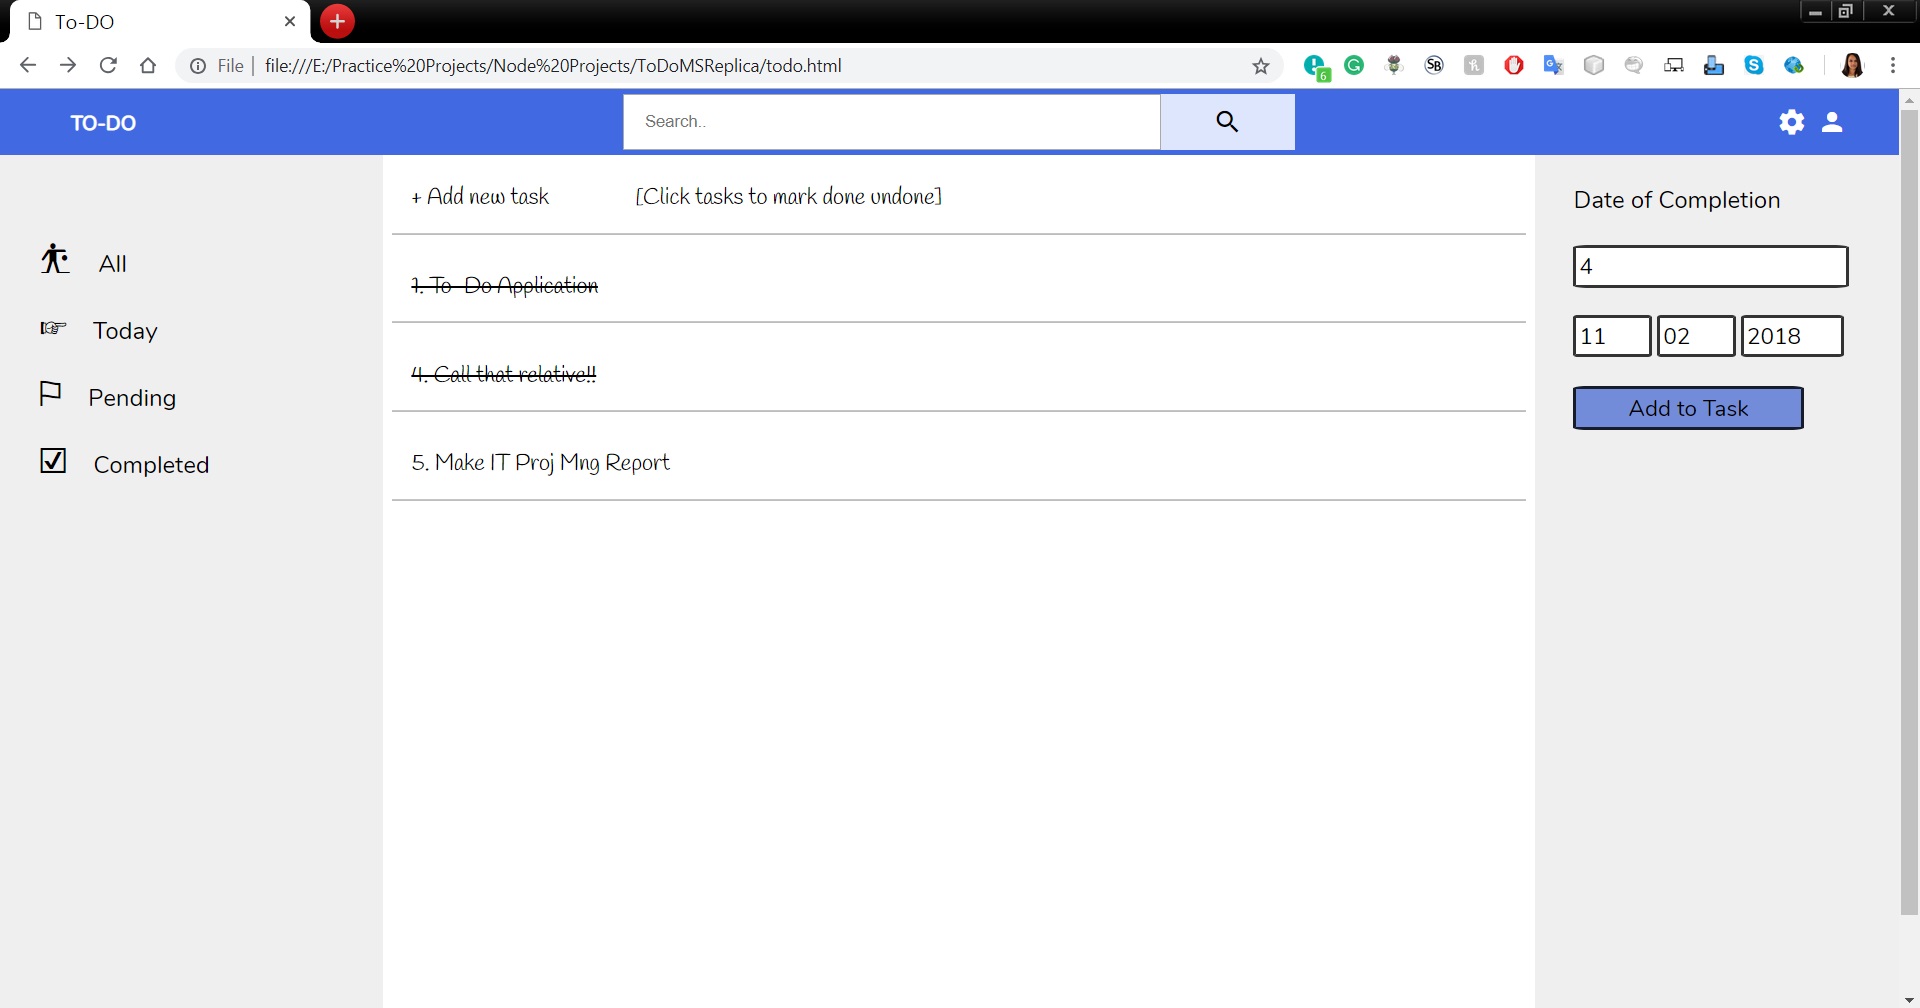 To-DO
File file:///E:/Practice%20Projects/Node%20Projects/ToDoMSReplica/todo.html
6
TO-DO
Search..
All
Today
Pending
Completed
+ Add new task [Click tasks to mark done undone]
1. To-Do Application
4. Call that relative!!
5. Make IT Proj Mng Report
Date of Completion
4
11 02 2018
Add to Task